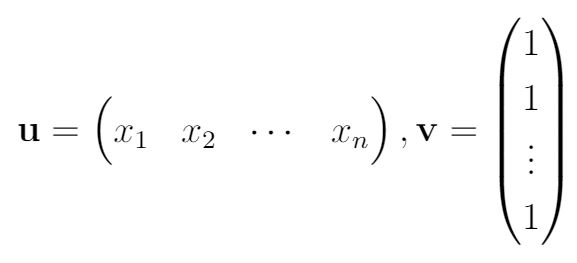 u = (x₁ x₂ ⋯ xₙ), v = (1 1 ⋮ 1)